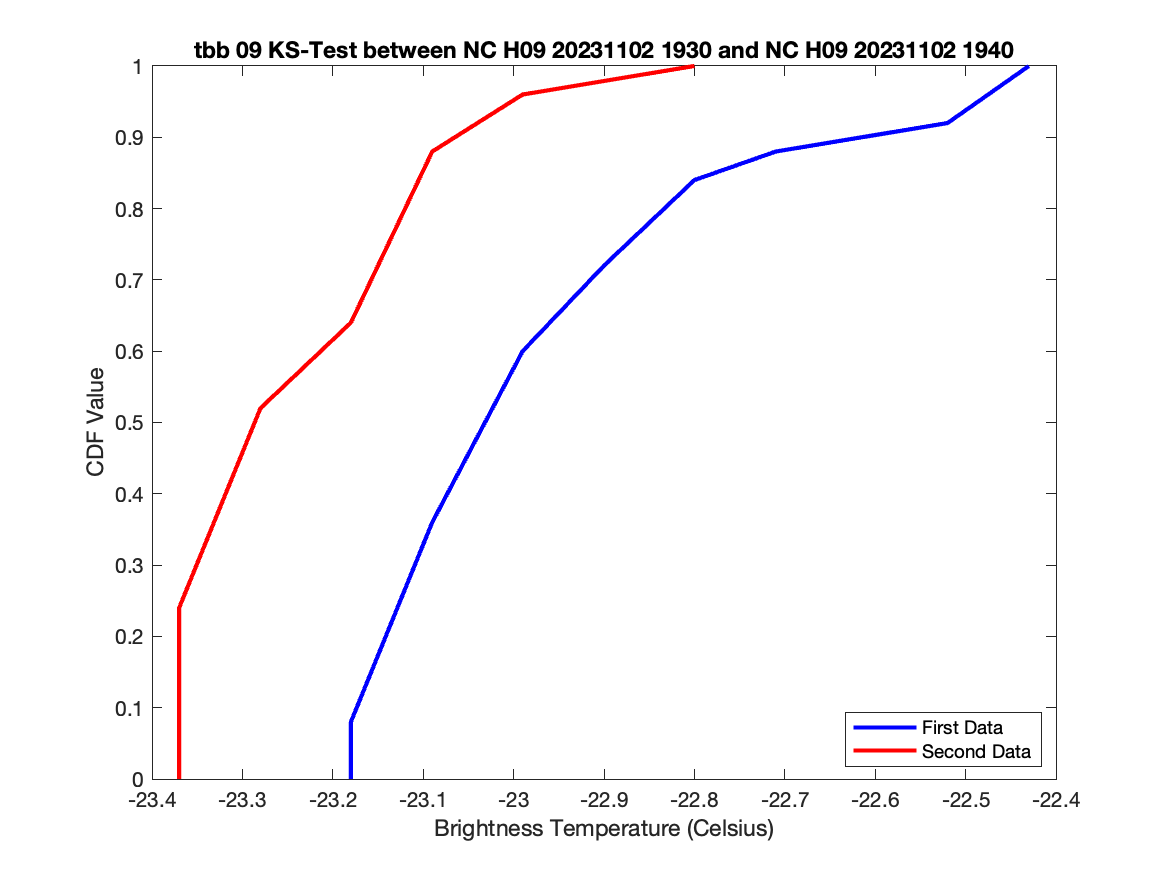 tbb 09 KS-Test between NC H09 20231102 1930 and NC H09 20231102 1940
1
0.9
0.8
0.7
0.6
0.5
0.4
0.3
0.2
0.1
0
CDF Value
First Data
Second Data
-23.4 -23.3 -23.2 -23.1 -23 -22.9 -22.8 -22.7 -22.6 -22.5 -22.4
Brightness Temperature (Celsius)